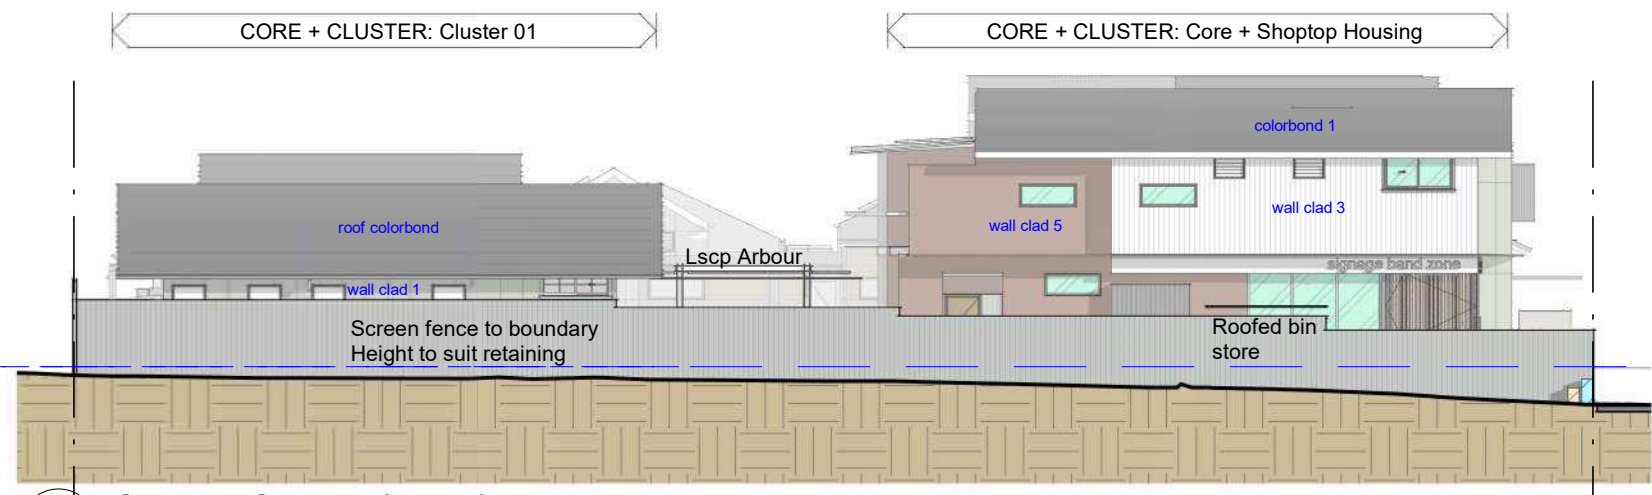 CORE + CLUSTER: Cluster 01
CORE + CLUSTER: Core + Shoptop Housing
colorbond 1
roof colorbond
wall clad 5
wall clad 3
Lscp Arbour
signage band zone
wall clad 1
Screen fence to boundary
Height to suit retaining
Roofed bin
store